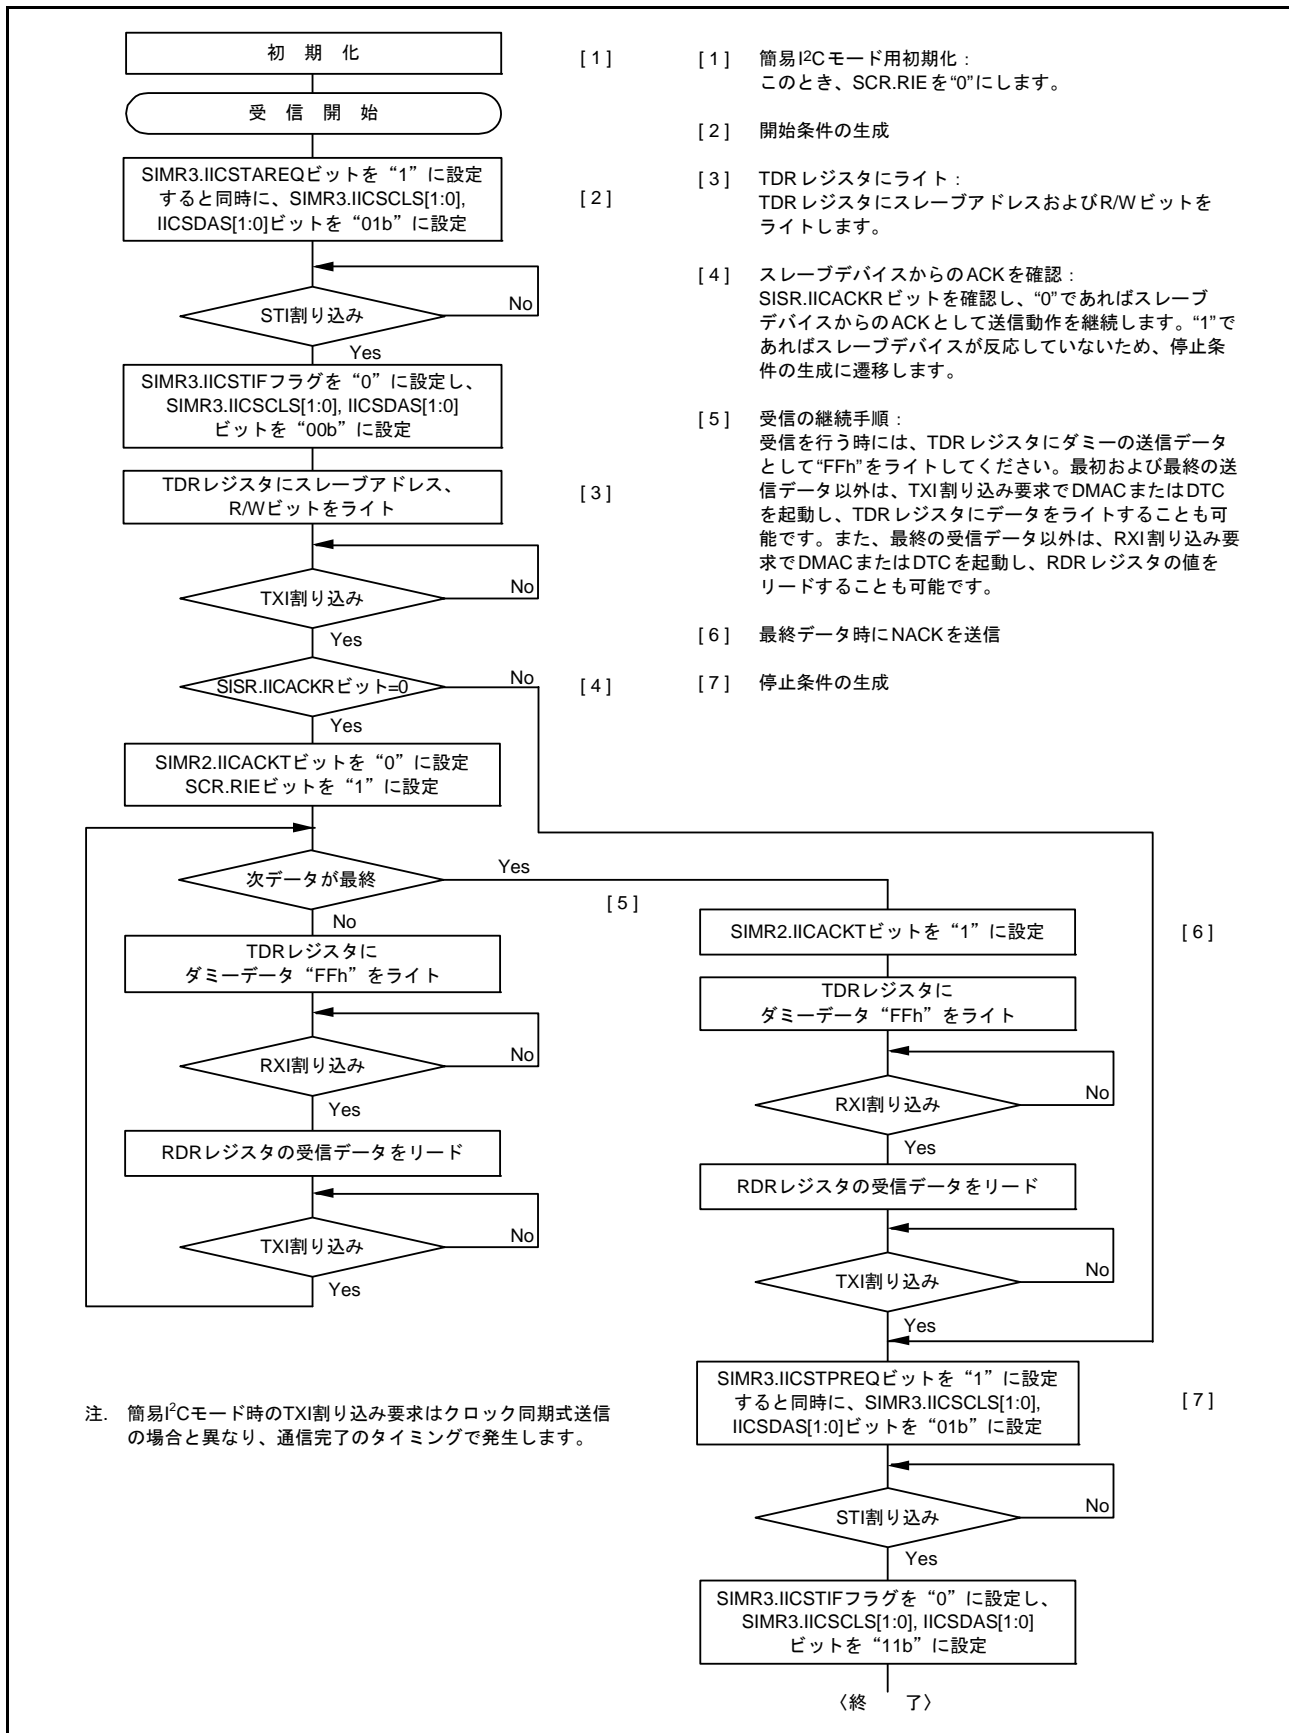 初 期 化
[ 1 ]
受 信 開 始
SIMR3.IICSTAREQビットを“1”に設定
すると同時に、SIMR3.IICSCLS[1:0],
IICSDAS[1:0]ビットを“01b”に設定
[ 2 ]
STI割り込み
No
Yes
SIMR3.IICSTIFフラグを“0”に設定し、
SIMR3.IICSCLS[1:0], IICSDAS[1:0]
ビットを“00b”に設定
TDRレジスタにスレーブアドレス、
R/Wビットをライト
[ 3 ]
TXI割り込み
No
Yes
SISR.IICACKRビット=0
No
[ 4 ]
Yes
SIMR2.IICACKTビットを“0”に設定
SCR.RIEビットを“1”に設定
次データが最終
Yes
[ 5 ]
No
TDRレジスタに
ダミーデータ“FFh”をライト
RXI割り込み
No
Yes
RDRレジスタの受信データをリード
TXI割り込み
No
Yes
[ 1 ] 簡易I²Cモード用初期化：
このとき、SCR.RIEを“0”にします。
[ 2 ] 開始条件の生成
[ 3 ] TDRレジスタにライト：
TDRレジスタにスレーブアドレスおよびR/Wビットを
ライトします。
[ 4 ] スレーブデバイスからのACKを確認：
SISR.IICACKRビットを確認し、“0”であればスレーブ
デバイスからのACKとして送信動作を継続します。“1”で
あればスレーブデバイスが反応していないため、停止条
件の生成に遷移します。
[ 5 ] 受信の継続手順：
受信を行う時には、TDRレジスタにダミーの送信データ
として“FFh”をライトしてください。最初および最終の送
信データ以外は、TXI割り込み要求でDMACまたはDTC
を起動し、TDRレジスタにデータをライトすることも可
能です。また、最終の受信データ以外は、RXI割り込み要
求でDMACまたはDTCを起動し、RDRレジスタの値を
リードすることも可能です。
[ 6 ] 最終データ時にNACKを送信
[ 7 ] 停止条件の生成
SIMR2.IICACKTビットを“1”に設定
[ 6 ]
TDRレジスタに
ダミーデータ“FFh”をライト
RXI割り込み
No
Yes
RDRレジスタの受信データをリード
TXI割り込み
No
Yes
SIMR3.IICSTPREQビットを“1”に設定
すると同時に、SIMR3.IICSCLS[1:0],
IICSDAS[1:0]ビットを“01b”に設定
[ 7 ]
STI割り込み
No
Yes
SIMR3.IICSTIFフラグを“0”に設定し、
SIMR3.IICSCLS[1:0], IICSDAS[1:0]
ビットを“11b”に設定
〈終 了〉
注. 簡易I²Cモード時のTXI割り込み要求はクロック同期式送信
の場合と異なり、通信完了のタイミングで発生します。